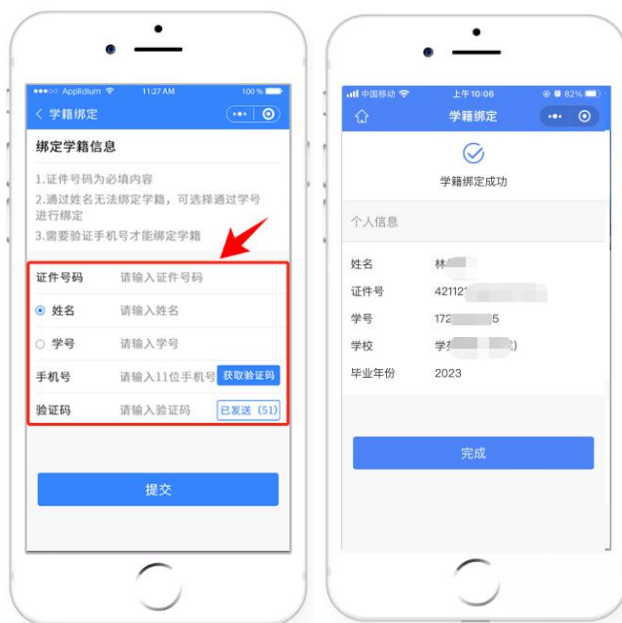 Applidium
11:27 AM
100 %
学籍绑定
绑定学籍信息
1.证件号码为必填内容
2.通过姓名无法绑定学籍，可选择通过学号
进行绑定
3.需要验证手机号才能绑定学籍
证件号码 请输入证件号码
姓名 请输入姓名
学号 请输入学号
手机号 请输入11位手机号 获取验证码
验证码 请输入验证码 已发送（51）
提交
中国移动 上午10:06 82%
学籍绑定
学籍绑定成功
个人信息
姓名 林
证件号 42112
学号 172 5
学校 学
毕业年份 2023
完成